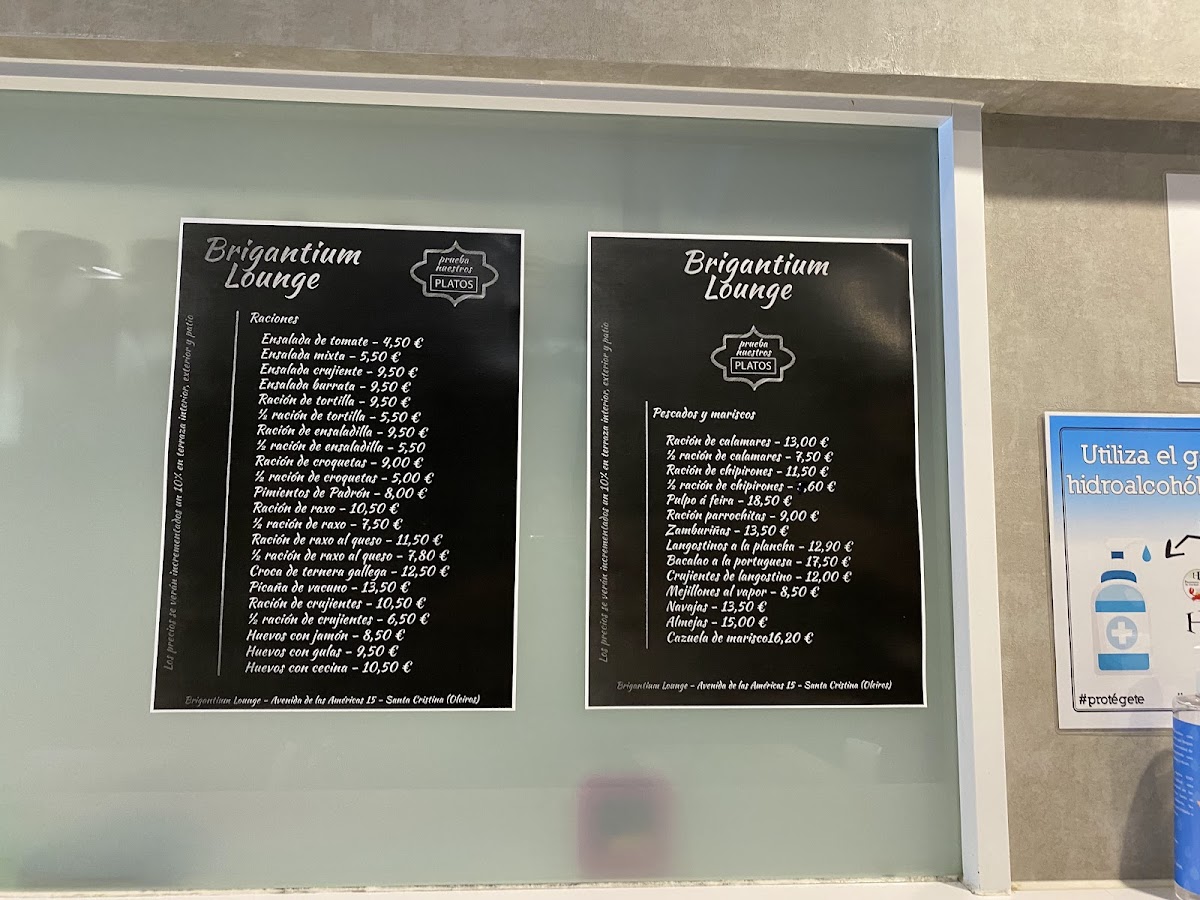 Brigantium
Lounge
prueba
nuestros
PLATOS
Los precios se verán incrementados un 10% en terraza interior, exterior y patio
Raciones
Ensalada de tomate - 4,50 €
Ensalada mixta - 5,50 €
Ensalada crujiente - 9,50 €
Ensalada burrata - 9,50 €
Ración de tortilla - 9,50 €
½ ración de tortilla - 5,50 €
Ración de ensaladilla - 9,50 €
½ ración de ensaladilla - 5,50
Ración de croquetas - 9,00 €
½ ración de croquetas - 5,00 €
Pimientos de Padrón - 8,00 €
Ración de raxo - 10,50 €
½ ración de raxo - 7,50 €
Ración de raxo al queso - 11,50 €
½ ración de raxo al queso - 7,80 €
Croca de ternera gallega - 12,50 €
Picaña de vacuno - 13,50 €
Ración de crujientes - 10,50 €
½ ración de crujientes - 6,50 €
Huevos con jamón - 8,50 €
Huevos con gulas - 9,50 €
Huevos con cecina - 10,50 €
Brigantium Lounge - Avenida de las Américas 15 - Santa Cristina (Oleiros)
Brigantium
Lounge
prueba
nuestros
PLATOS
Los precios se verán incrementados un 10% en terraza interior, exterior y patio
Pescados y mariscos
Ración de calamares - 13,00 €
½ ración de calamares - 7,50 €
Ración de chipirones - 11,50 €
½ ración de chipirones - ,60 €
Pulpo á feira - 18,50 €
Ración parrochitas - 9,00 €
Zamburiñas - 13,50 €
Langostinos a la plancha - 12,90 €
Bacalao a la portuguesa - 17,50 €
Crujientes de langostino - 12,00 €
Mejillones al vapor - 8,50 €
Navajas - 13,50 €
Almejas - 15,00 €
Cazuela de marisco16,20 €
Brigantium Lounge - Avenida de las Américas 15 - Santa Cristina (Oleiros)
Utiliza el g
hidroalcohól
#protégete